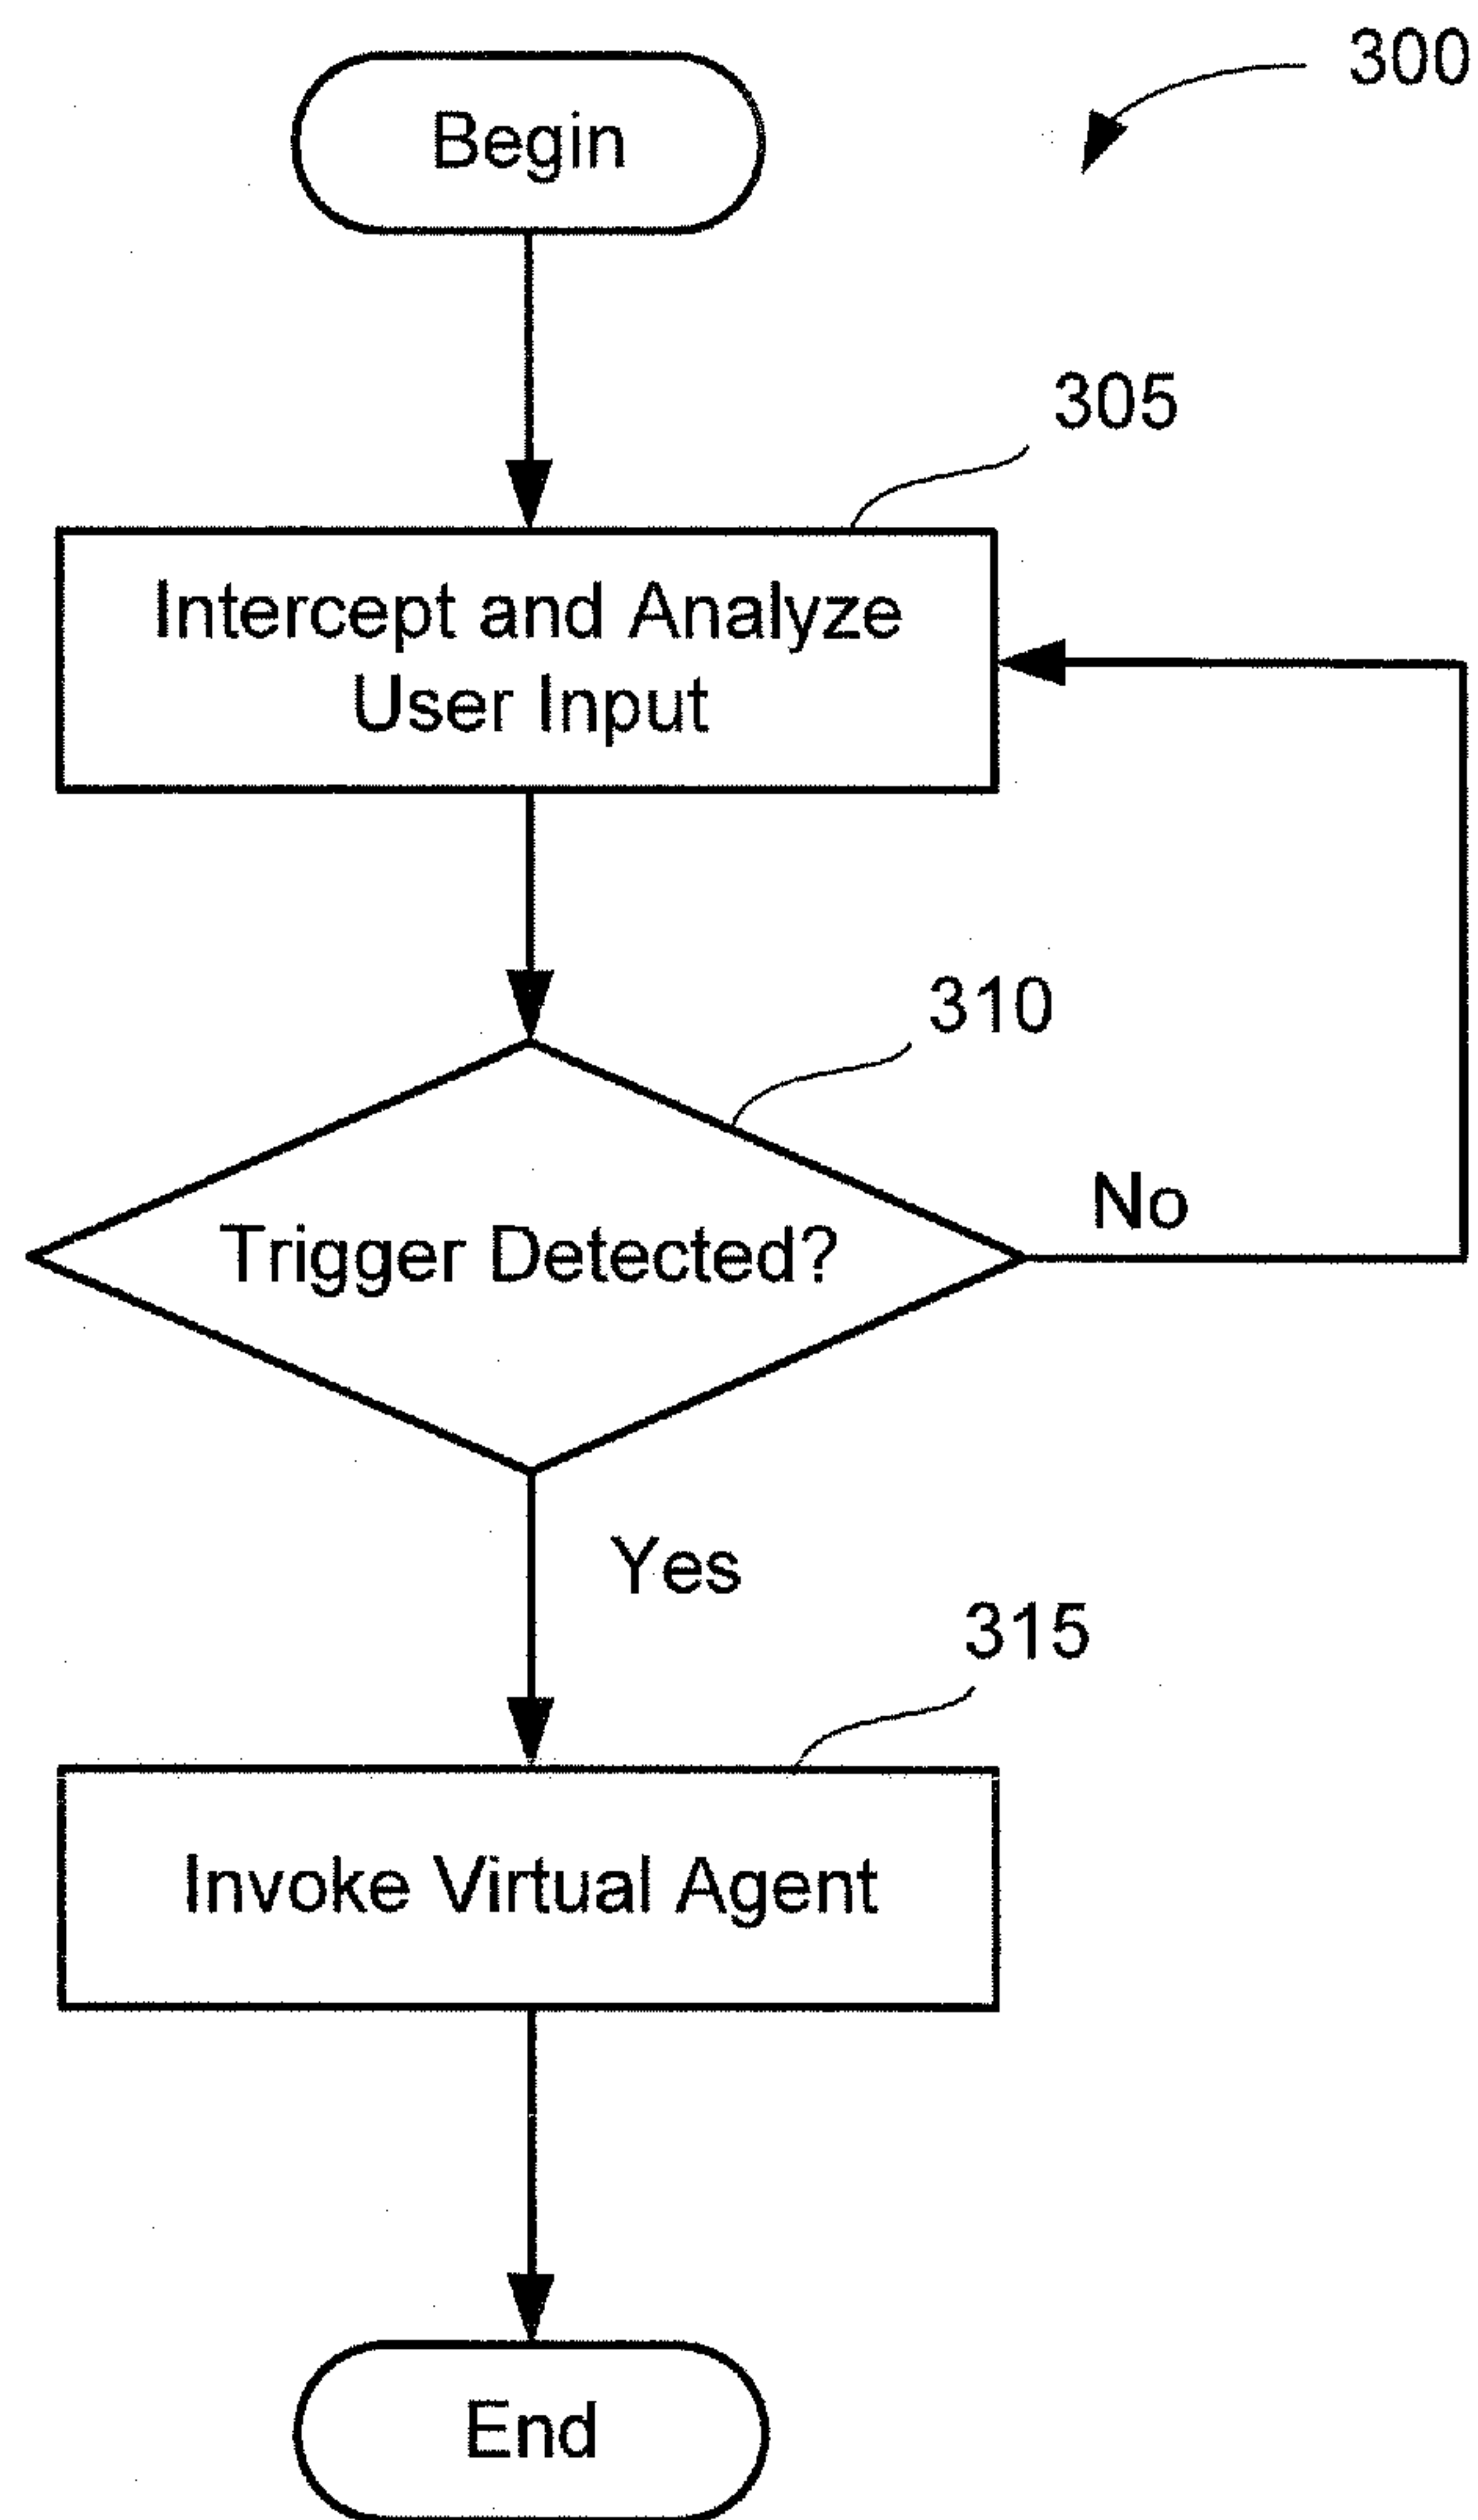 300
Begin
305
Intercept and Analyze
User Input
310
Trigger Detected?
No
Yes
315
Invoke Virtual Agent
End